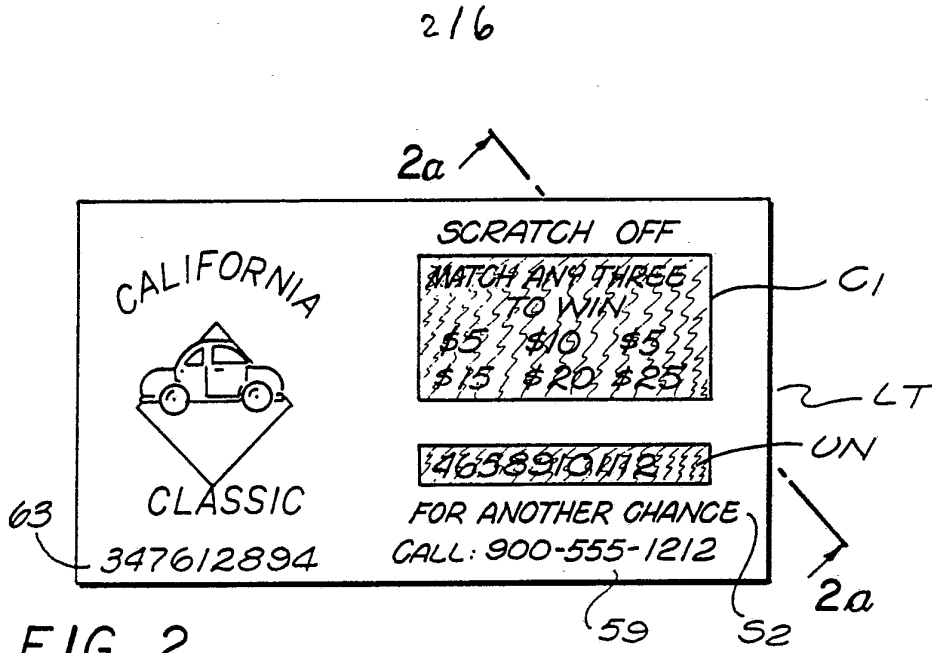 2/6
2a
SCRATCH OFF
MATCH ANY THREE
TO WIN
$5 $10 $5
$15 $20 $25
C1
LT
UN
CALIFORNIA
CLASSIC
63
347612894
FOR ANOTHER CHANCE
CALL: 900-555-1212
59
S2
2a
FIG. 2